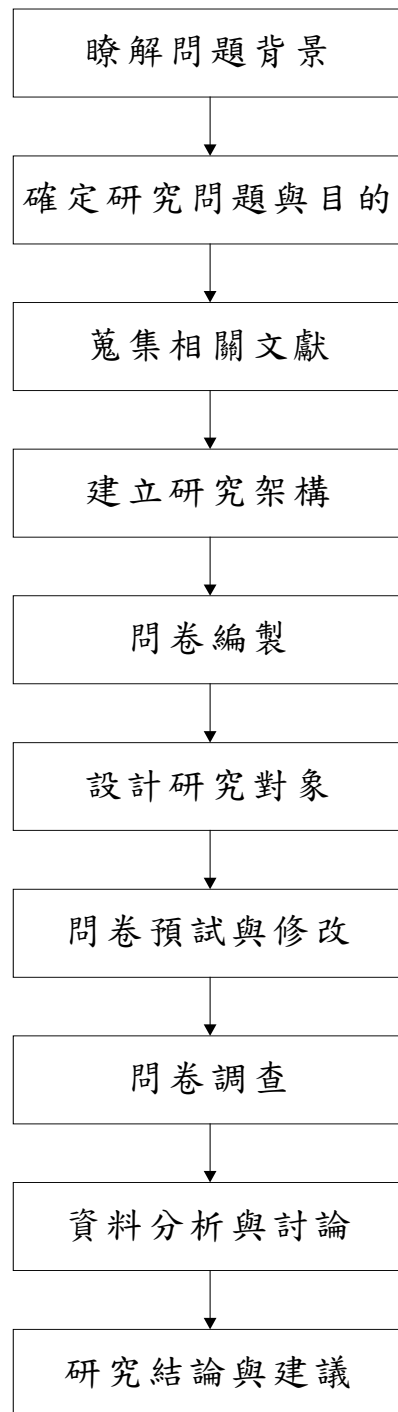 瞭解問題背景
確定研究問題與目的
蒐集相關文獻
建立研究架構
問卷編製
設計研究對象
問卷預試與修改
問卷調查
資料分析與討論
研究結論與建議